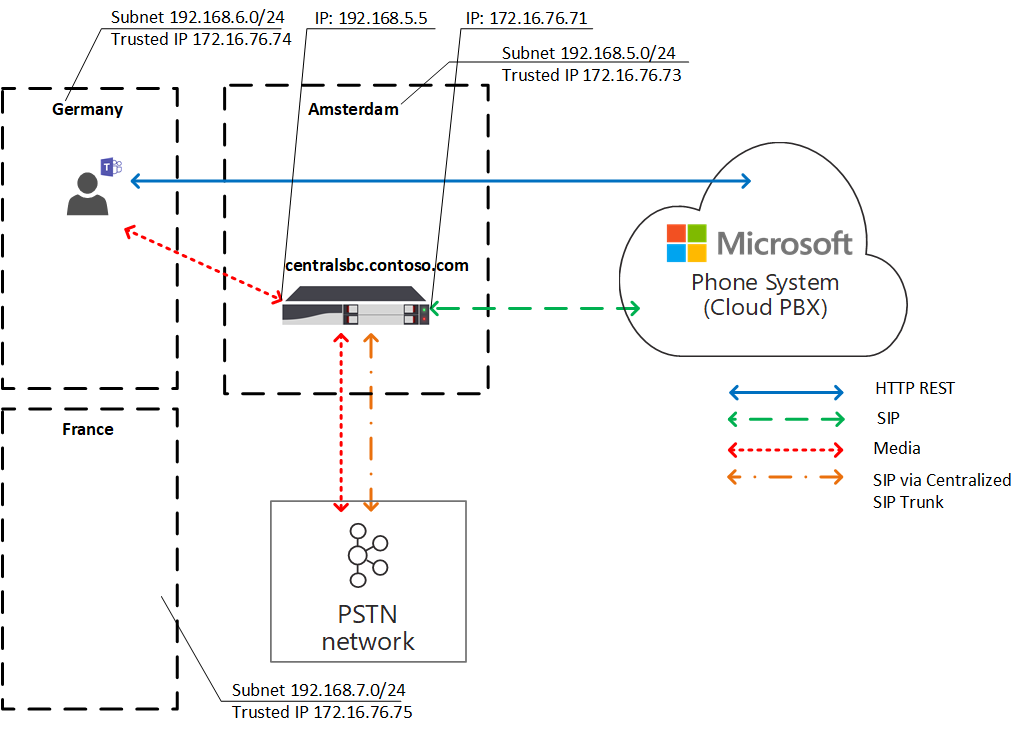 Subnet 192.168.6.0/24
Trusted IP 172.16.76.74
IP: 192.168.5.5
IP: 172.16.76.71
Subnet 192.168.5.0/24
Trusted IP 172.16.76.73
Germany
Amsterdam
T
centralsbc.contoso.com
Microsoft
Phone System
(Cloud PBX)
HTTP REST
SIP
Media
SIP via Centralized
SIP Trunk
France
PSTN
network
Subnet 192.168.7.0/24
Trusted IP 172.16.76.75